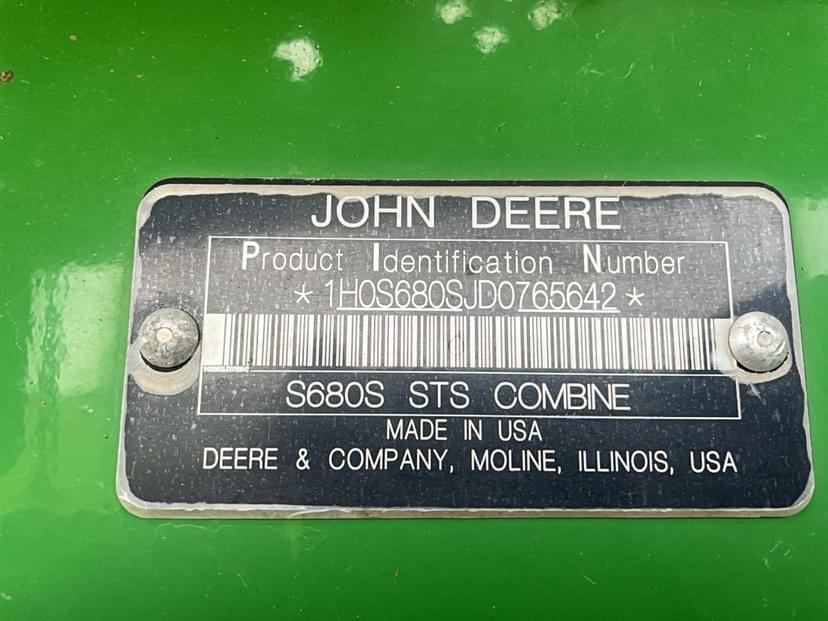 JOHN DEERE
Product Identification Number
*1H0S680SJD0765642*
S680S STS COMBINE
MADE IN USA
DEERE & COMPANY, MOLINE, ILLINOIS, USA